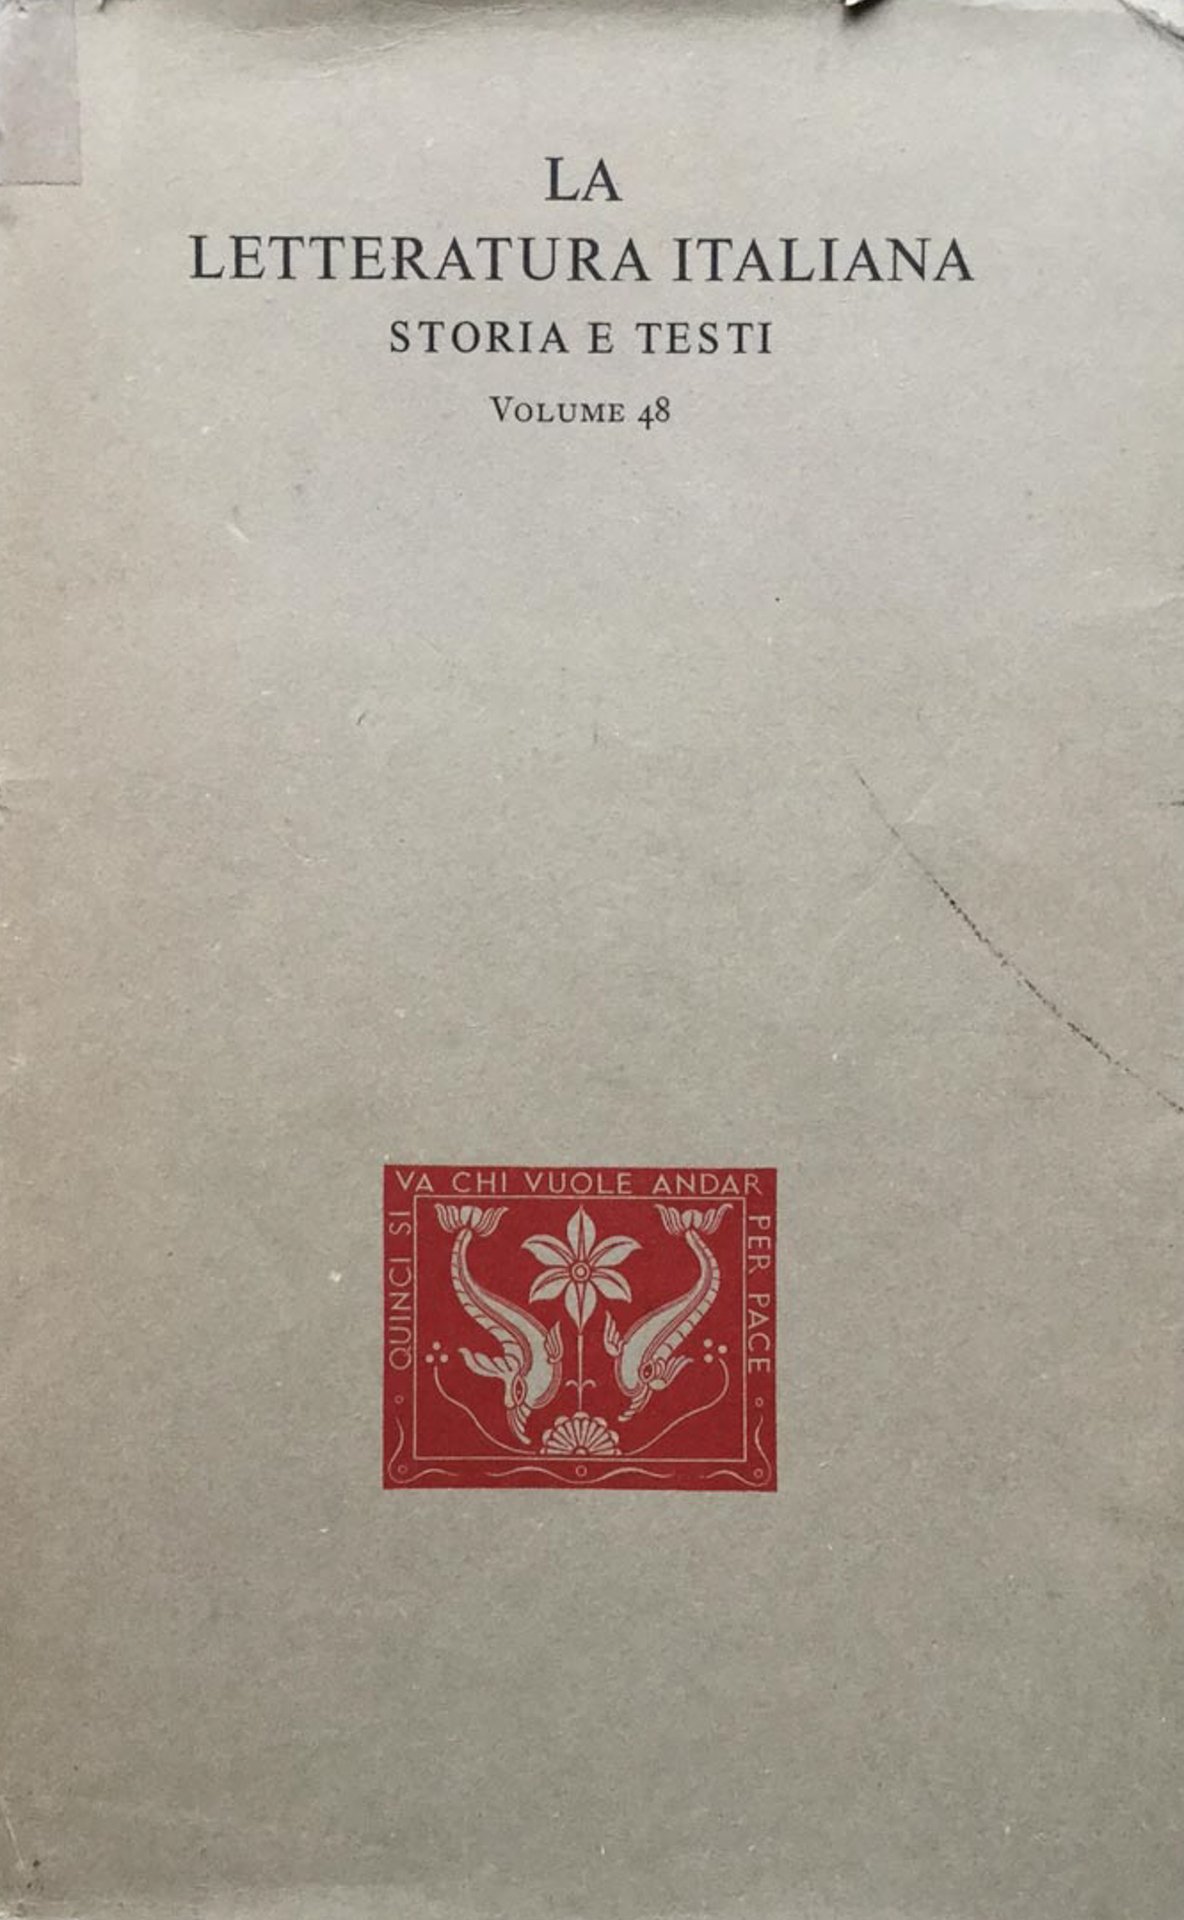 LA
LETTERATURA ITALIANA
STORIA E TESTI
VOLUME 48
QUINCI SI
VA CHI VUOLE ANDAR
PER PACE